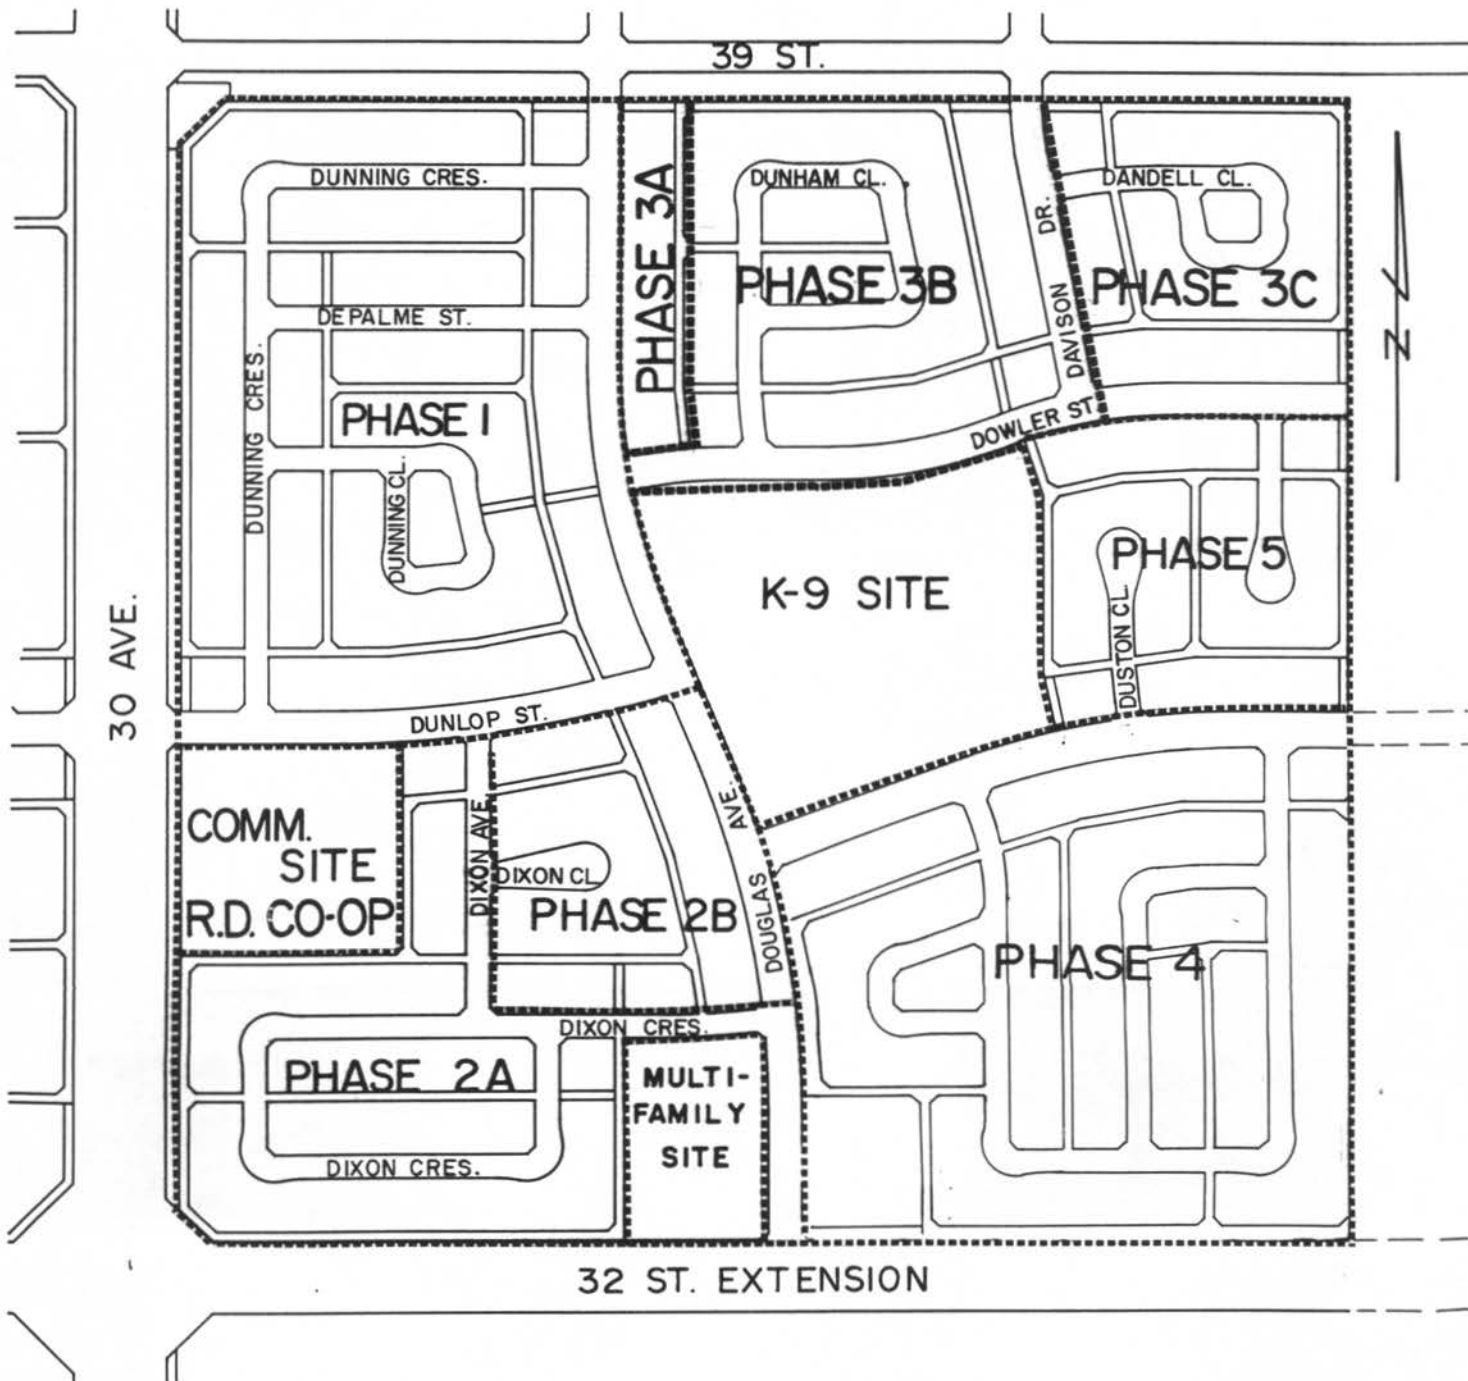 39 ST.
DUNNING CRES.
PHASE 3A
DUNHAM CL.
DAVISON DR.
DANDELL CL.
PHASE 3B
PHASE 3C
N
DEPALME ST.
DUNNING CRES.
PHASE 1
DOWLER ST.
DUNNING CL.
PHASE 5
K-9 SITE
DUSTON CL.
30 AVE.
DUNLOP ST.
COMM.
SITE
R.D. CO-OP
DIXON AVE.
DIXON CL.
PHASE 2B
DOUGLAS AVE.
PHASE 4
DIXON CRES.
PHASE 2A
MULTI-
FAMILY
SITE
DIXON CRES.
32 ST. EXTENSION